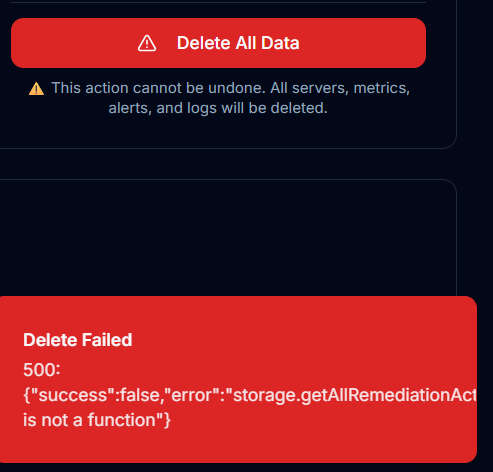 Delete All Data
⚠️ This action cannot be undone. All servers, metrics,
alerts, and logs will be deleted.
Delete Failed
500:
{"success":false,"error":"storage.getAllRemediationAct
is not a function"}